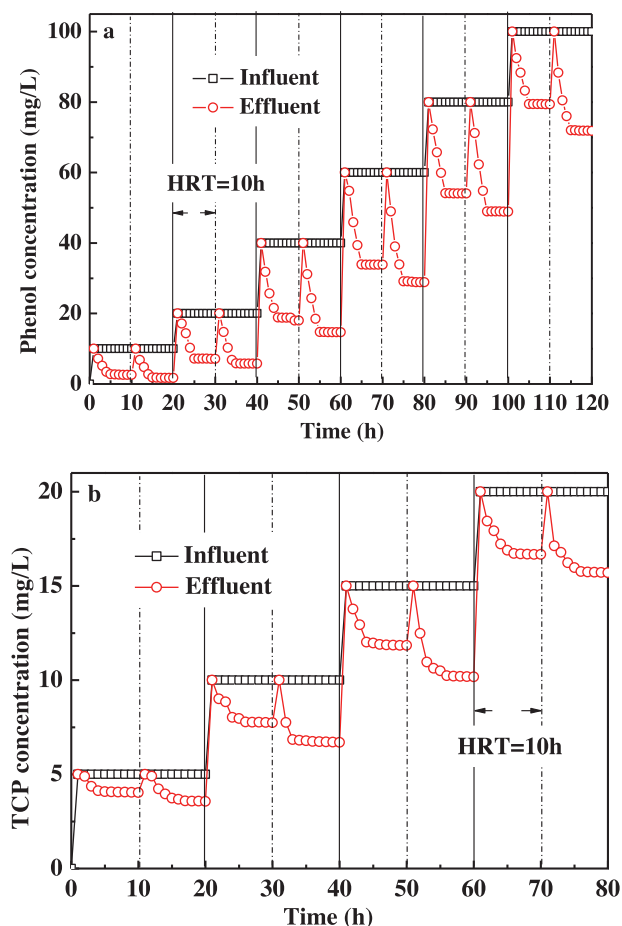 a
Phenol concentration (mg/L)
100
80
60
40
20
0
Influent
Effluent
HRT=10h
0 10 20 30 40 50 60 70 80 90 100 110 120
Time (h)
b
TCP concentration (mg/L)
20
15
10
5
0
Influent
Effluent
HRT=10h
0 10 20 30 40 50 60 70 80
Time (h)